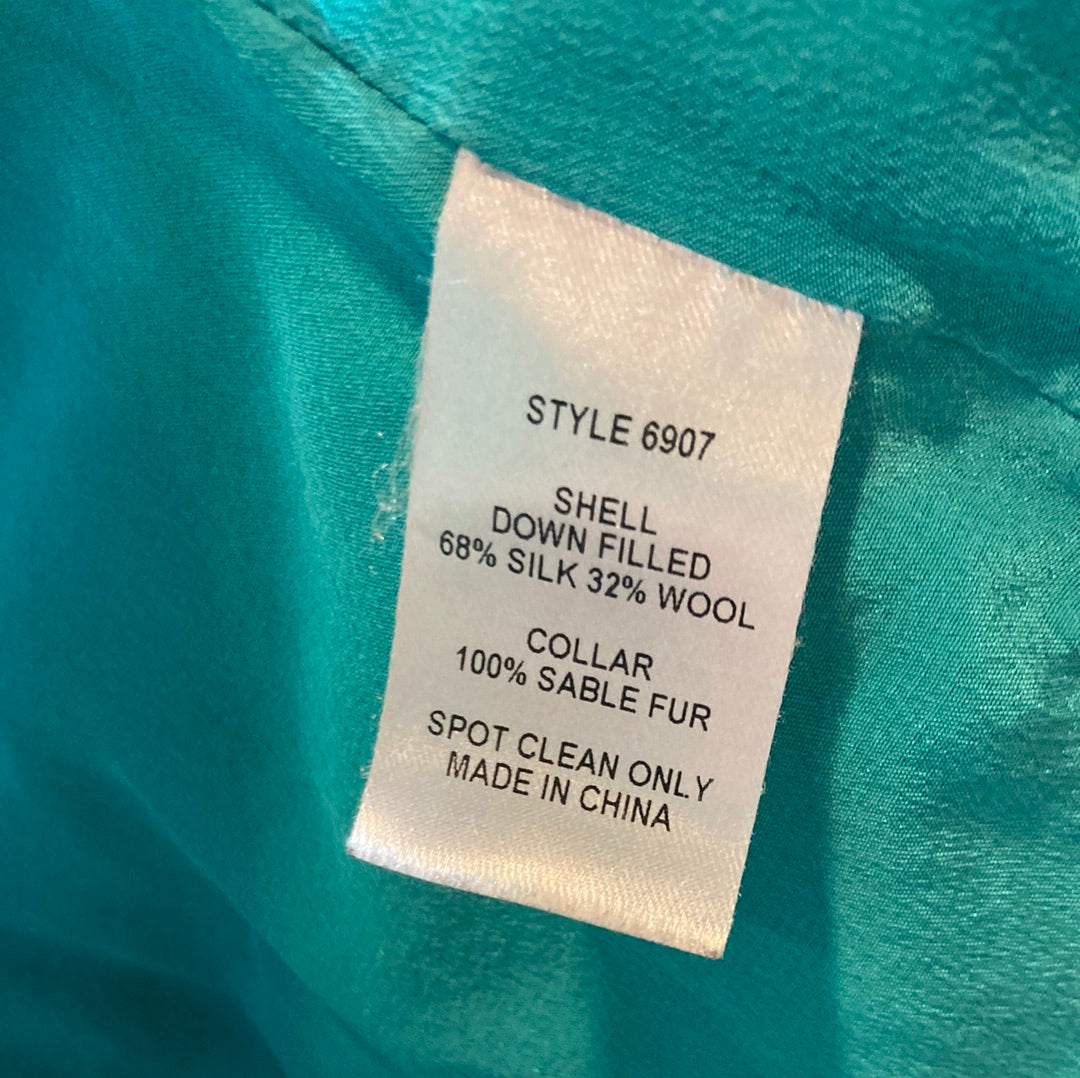 STYLE 6907
SHELL
DOWN FILLED
68% SILK 32% WOOL
COLLAR
100% SABLE FUR
SPOT CLEAN ONLY
MADE IN CHINA